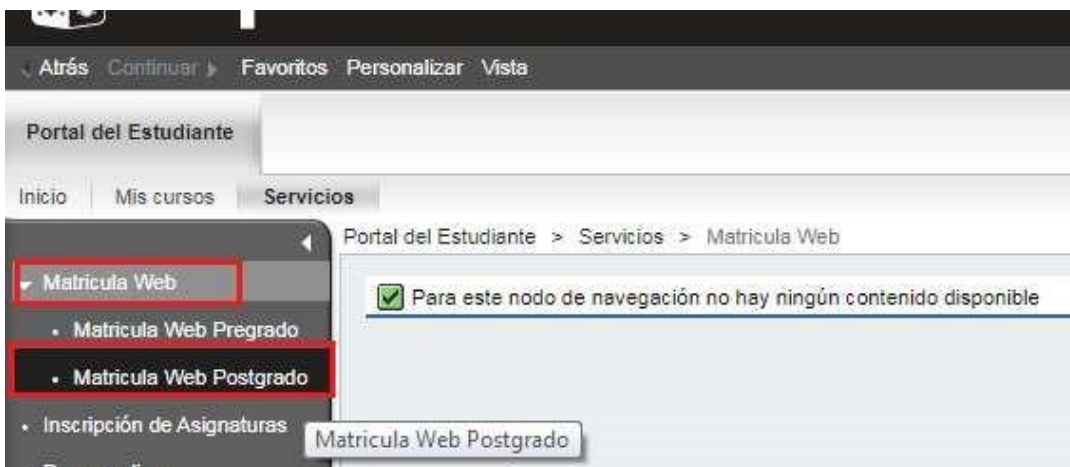 Atrás Continuar Favoritos Personalizar Vista
Portal del Estudiante
Inicio Mis cursos Servicios
Portal del Estudiante > Servicios > Matricula Web
Matricula Web
Para este nodo de navegación no hay ningún contenido disponible
Matricula Web Pregrado
Matricula Web Postgrado
Inscripción de Asignaturas
Matricula Web Postgrado